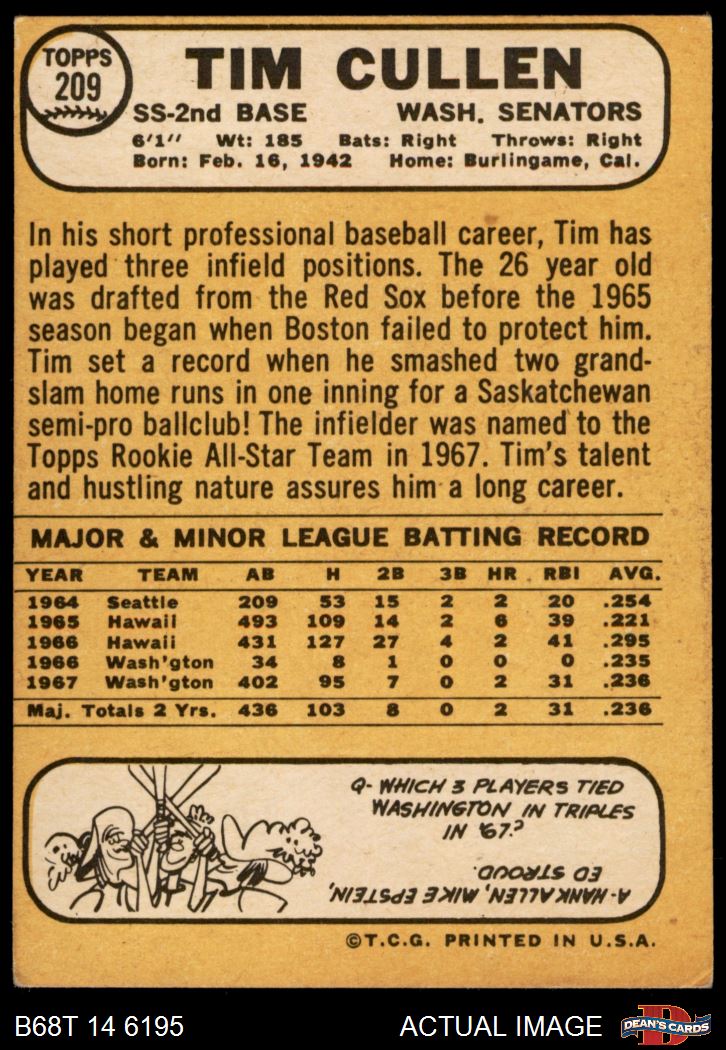 TOPPS
209
TIM CULLEN
SS-2nd BASE WASH. SENATORS
6'1'' Wt: 185 Bats: Right Throws: Right
Born: Feb. 16, 1942 Home: Burlingame, Cal.
In his short professional baseball career, Tim has
played three infield positions. The 26 year old
was drafted from the Red Sox before the 1965
season began when Boston failed to protect him.
Tim set a record when he smashed two grand-
slam home runs in one inning for a Saskatchewan
semi-pro ballclub! The infielder was named to the
Topps Rookie All-Star Team in 1967. Tim's talent
and hustling nature assures him a long career.
MAJOR & MINOR LEAGUE BATTING RECORD
YEAR TEAM AB H 2B 3B HR RBI AVG.
1964 Seattle 209 53 15 2 2 20 .254
1965 Hawaii 493 109 14 2 6 39 .221
1966 Hawaii 431 127 27 4 2 41 .295
1966 Wash'gton 34 8 1 0 0 0 .235
1967 Wash'gton 402 95 7 0 2 31 .236
Maj. Totals 2 Yrs. 436 103 8 0 2 31 .236
Q- WHICH 3 PLAYERS TIED
WASHINGTON IN TRIPLES
IN '67?
A- HANK ALLEN, MIKE EPSTEIN,
ED STROUD.
©T.C.G. PRINTED IN U.S.A.
B68T 14 6195 ACTUAL IMAGE
D
DEAN'S CARDS